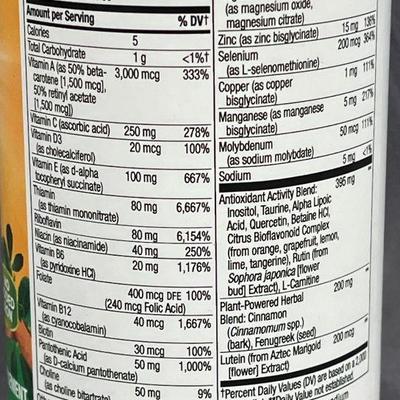 Amount per Serving % DV†
Calories 5
Total Carbohydrate 1 g <1%†
Vitamin A (as 50% beta-
carotene [1,500 mcg],
50% retinyl acetate
[1,500 mcg]) 3,000 mcg 333%
Vitamin C (ascorbic acid) 250 mg 278%
Vitamin D3
(as cholecalciferol) 20 mcg 100%
Vitamin E (as d-alpha
tocopheryl succinate) 100 mg 667%
Thiamin
(as thiamin mononitrate) 80 mg 6,667%
Riboflavin 80 mg 6,154%
Niacin (as niacinamide) 40 mg 250%
Vitamin B6
(as pyridoxine HCl) 20 mg 1,176%
Folate 400 mcg DFE 100%
(240 mcg Folic Acid)
Vitamin B12
(as cyanocobalamin) 40 mcg 1,667%
Biotin 30 mcg 100%
Pantothenic Acid
(as D-calcium pantothenate) 50 mg 1,000%
Choline
(as choline bitartrate) 50 mg 9%
(as magnesium oxide,
magnesium citrate)
Zinc (as zinc bisglycinate) 15 mg 136%
Selenium
(as L-selenomethionine) 200 mcg 364%
Copper (as copper
bisglycinate) 1 mg 111%
Manganese (as manganese
bisglycinate) 5 mg 217%
Molybdenum
(as sodium molybdate) 50 mcg 111%
Sodium 5 mg <1%
Antioxidant Activity Blend: 395 mg **
Inositol, Taurine, Alpha Lipoic
Acid, Quercetin, Betaine HCl,
Citrus Bioflavonoid Complex
(from orange, grapefruit, lemon,
lime, tangerine), Rutin (from
Sophora japonica [flower
bud] Extract), L-Carnitine
Plant-Powered Herbal 200 mg **
Blend: Cinnamon
(Cinnamomum spp.)
(bark), Fenugreek (seed)
Lutein (from Aztec Marigold 200 mcg **
[flower] Extract)
†Percent Daily Values (DV) are based on a 2,000
**Daily Value not established.